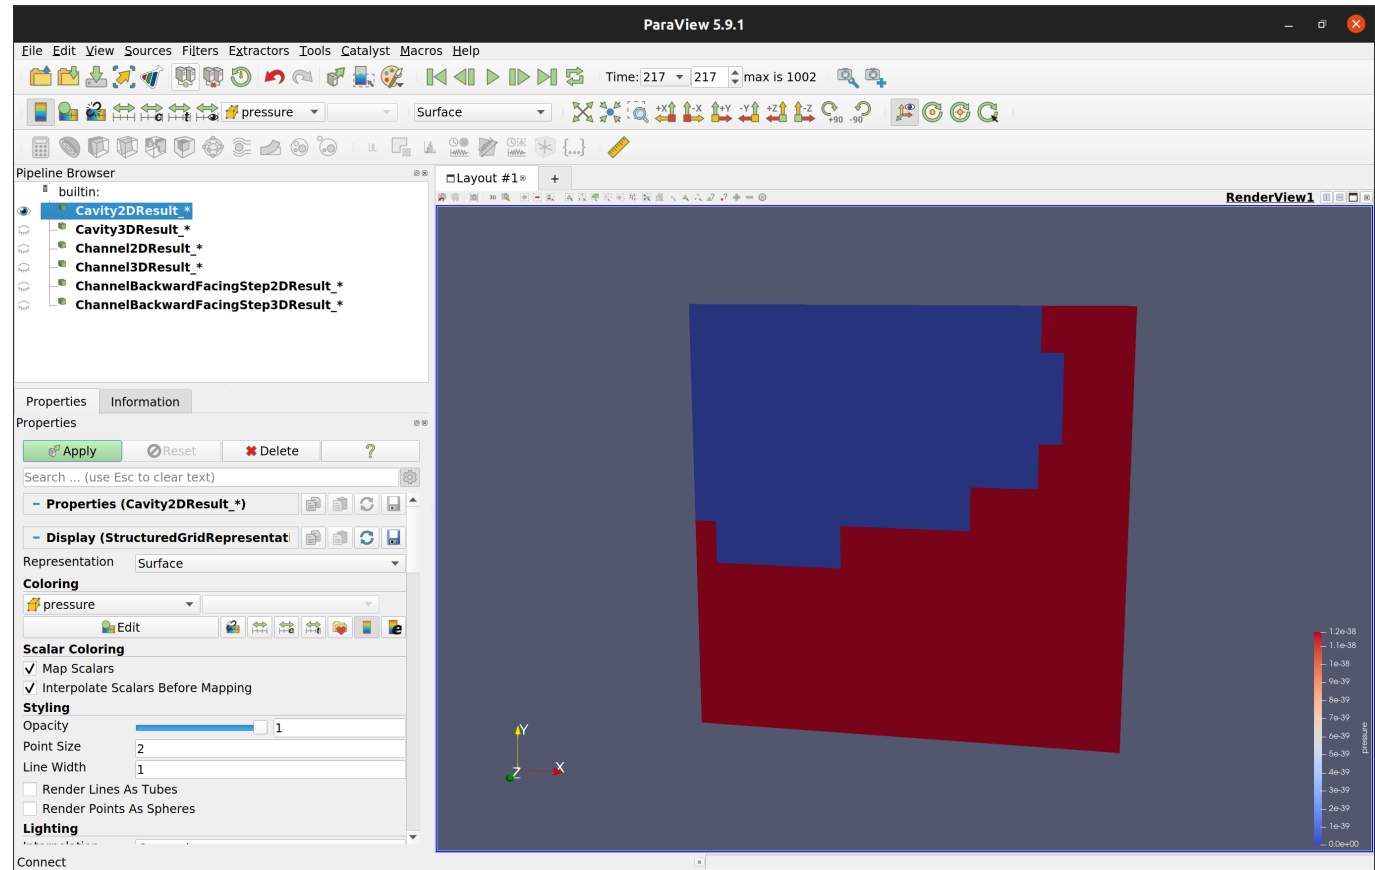 ParaView 5.9.1
File Edit View Sources Filters Extractors Tools Catalyst Macros Help
Time: 217 217 max is 1002
pressure Surface +X -X +Y -Y +Z -Z +90 -90
Pipeline Browser
builtin:
Cavity2DResult_*
Cavity3DResult_*
Channel2DResult_*
Channel3DResult_*
ChannelBackwardFacingStep2DResult_*
ChannelBackwardFacingStep3DResult_*
Properties Information
Properties
Apply Reset Delete ?
Search ... (use Esc to clear text)
− Properties (Cavity2DResult_*)
− Display (StructuredGridRepresentati
Representation Surface
Coloring
pressure
Edit
Scalar Coloring
Map Scalars
Interpolate Scalars Before Mapping
Styling
Opacity 1
Point Size 2
Line Width 1
Render Lines As Tubes
Render Points As Spheres
Lighting
Connect
Layout #1 +
3D
RenderView1
Y
Z X
1.2e-38
1.1e-38
1e-38
9e-39
8e-39
7e-39
6e-39
5e-39
4e-39
3e-39
2e-39
1e-39
0.0e+00
pressure